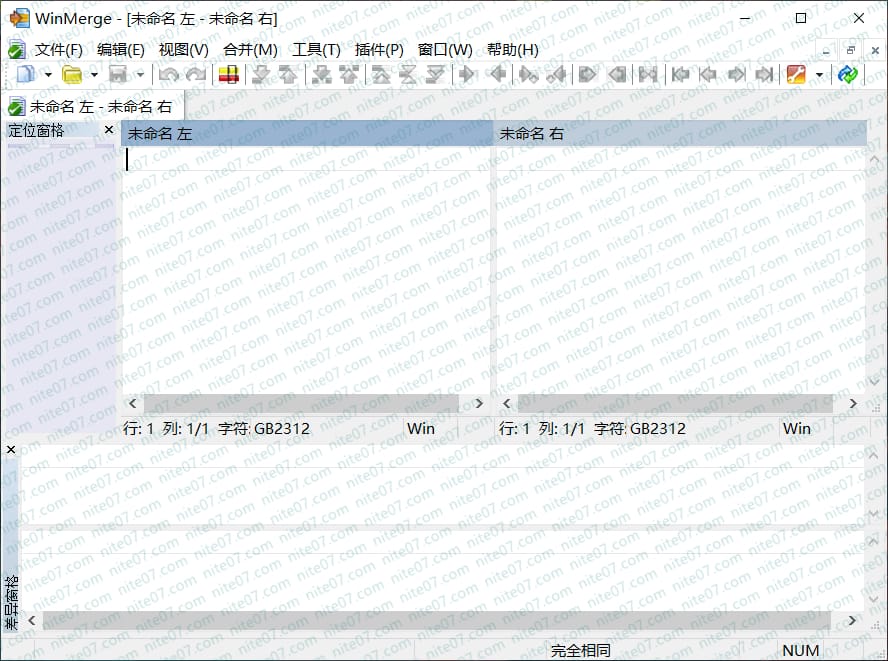 WinMerge - [未命名 左 - 未命名 右]
文件(F) 编辑(E) 视图(V) 合并(M) 工具(T) 插件(P) 窗口(W) 帮助(H)
未命名 左 - 未命名 右
定位窗格
未命名 左
未命名 右
行: 1 列: 1/1 字符: GB2312 Win
行: 1 列: 1/1 字符: GB2312 Win
差异窗格
完全相同 NUM
nite07.com